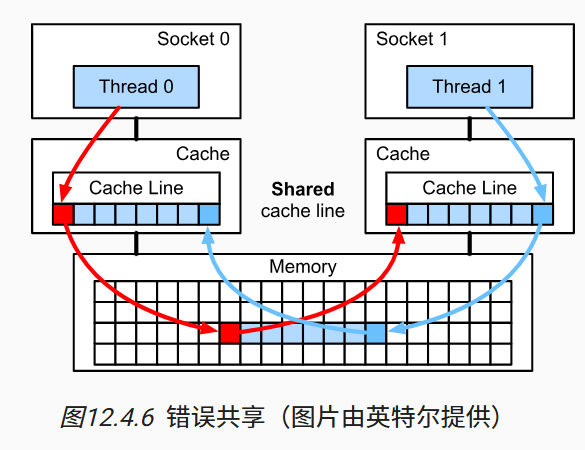 Socket 0
Thread 0
Socket 1
Thread 1
Cache
Cache Line
Shared
cache line
Cache
Cache Line
Memory
图12.4.6 错误共享（图片由英特尔提供）